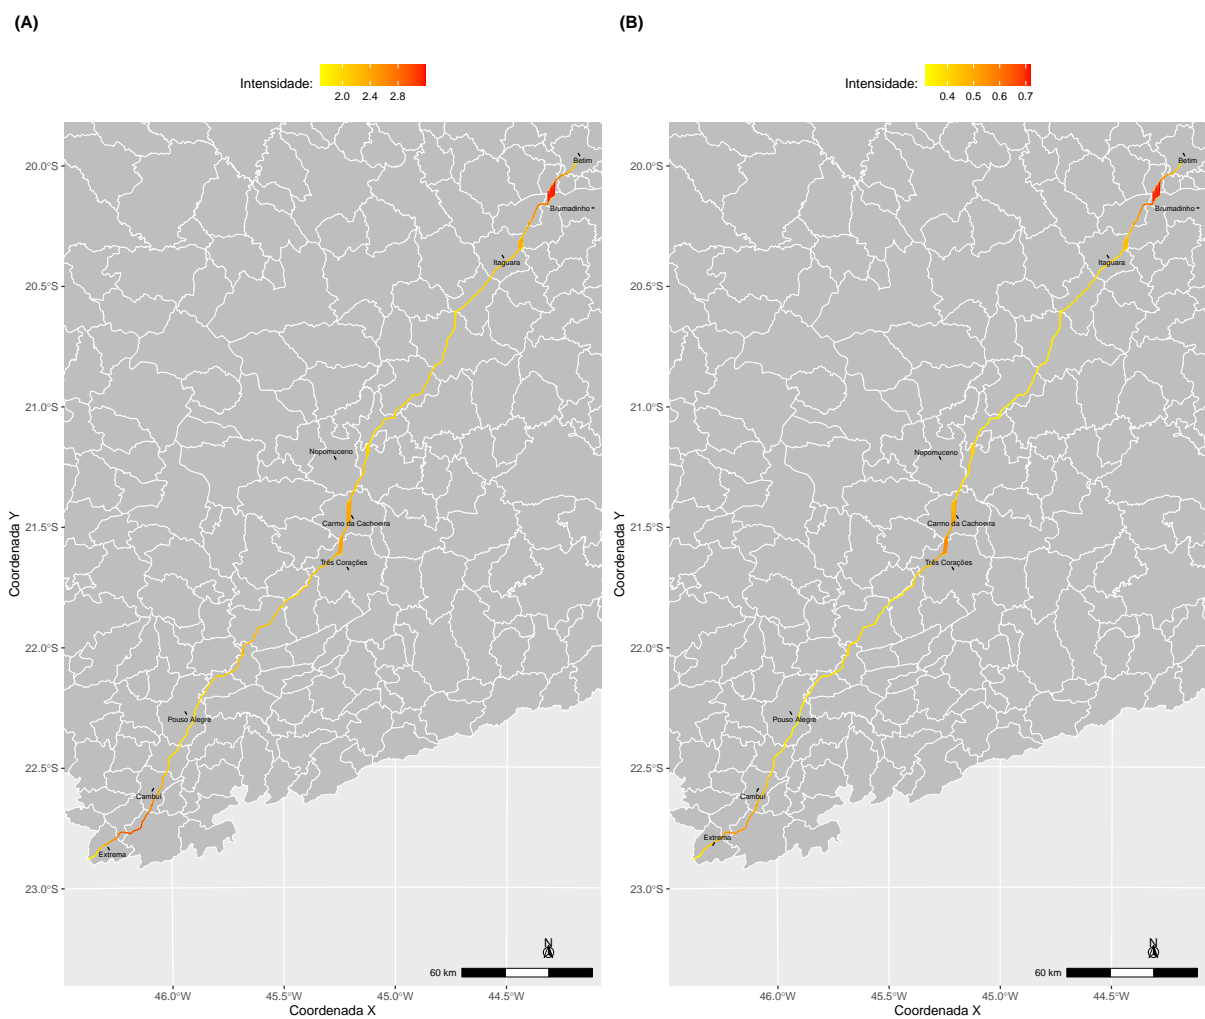 (A)
Intensidade:
2.0 2.4 2.8
20.0°S
20.5°S
21.0°S
21.5°S
22.0°S
22.5°S
23.0°S
Coordenada Y
Betim
Brumadinho
Itaguara
Nepomuceno
Carmo da Cachoeira
Três Corações
Pouso Alegre
Cambuí
Extrema
N
60 km
46.0°W 45.5°W 45.0°W 44.5°W
Coordenada X
(B)
Intensidade:
0.4 0.5 0.6 0.7
20.0°S
20.5°S
21.0°S
21.5°S
22.0°S
22.5°S
23.0°S
Coordenada Y
Betim
Brumadinho
Itaguara
Nepomuceno
Carmo da Cachoeira
Três Corações
Pouso Alegre
Cambuí
Extrema
N
60 km
46.0°W 45.5°W 45.0°W 44.5°W
Coordenada X